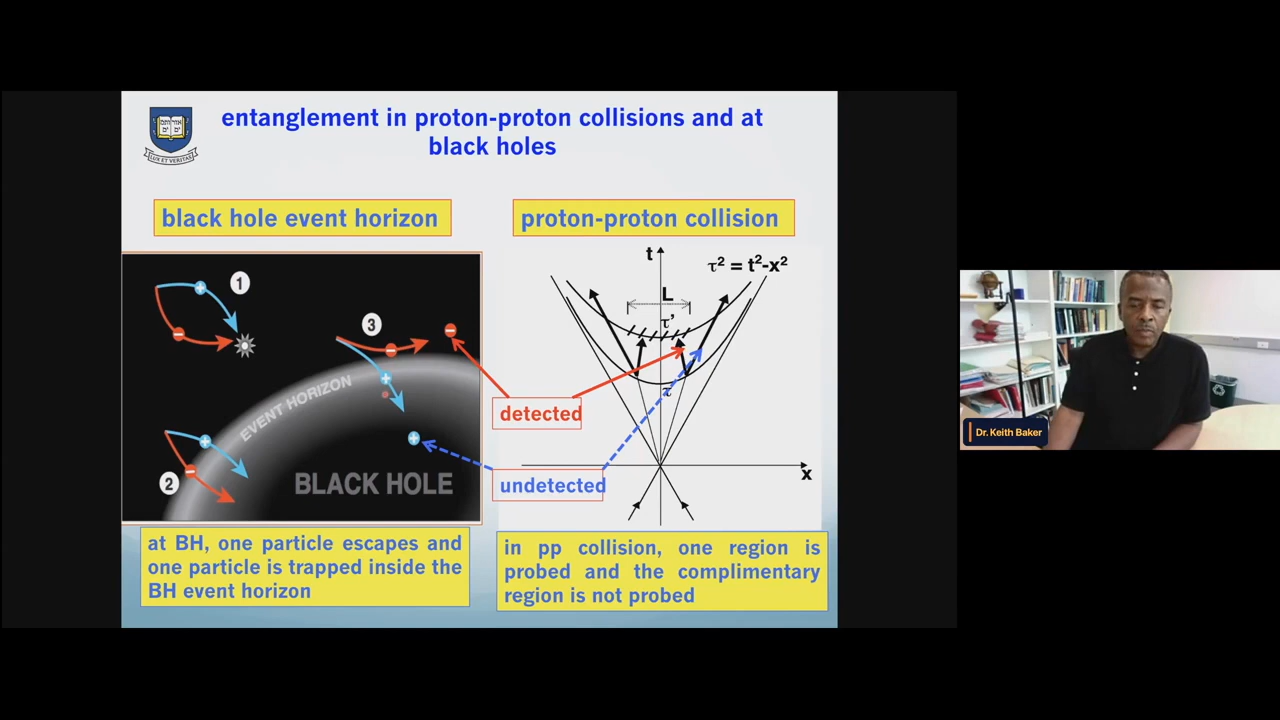 entanglement in proton-proton collisions and at
black holes
LUX ET VERITAS
black hole event horizon
proton-proton collision
1
2
3
EVENT HORIZON
BLACK HOLE
t
τ² = t²-x²
L
τ'
τ
x
detected
undetected
at BH, one particle escapes and
one particle is trapped inside the
BH event horizon
in pp collision, one region is
probed and the complimentary
region is not probed
Dr. Keith Baker